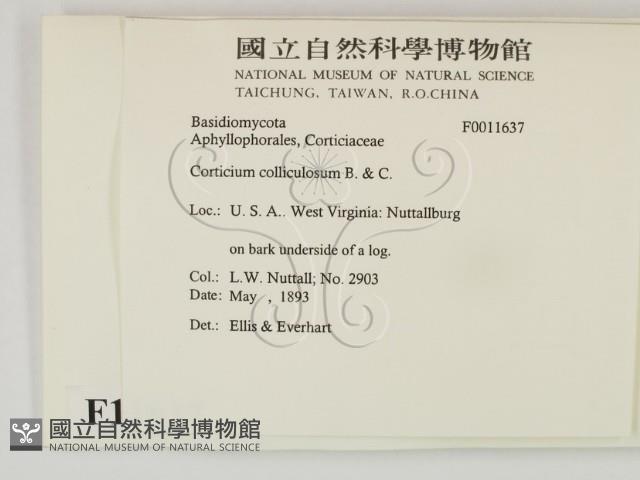 國立自然科學博物館
NATIONAL MUSEUM OF NATURAL SCIENCE
TAICHUNG, TAIWAN, R.O.CHINA
Basidiomycota F0011637
Aphyllophorales, Corticiaceae
Corticium colliculosum B. & C.
Loc.: U. S. A.. West Virginia: Nuttallburg
on bark underside of a log.
Col.: L.W. Nuttall; No. 2903
Date: May , 1893
Det.: Ellis & Everhart
F1
國立自然科學博物館
NATIONAL MUSEUM OF NATURAL SCIENCE